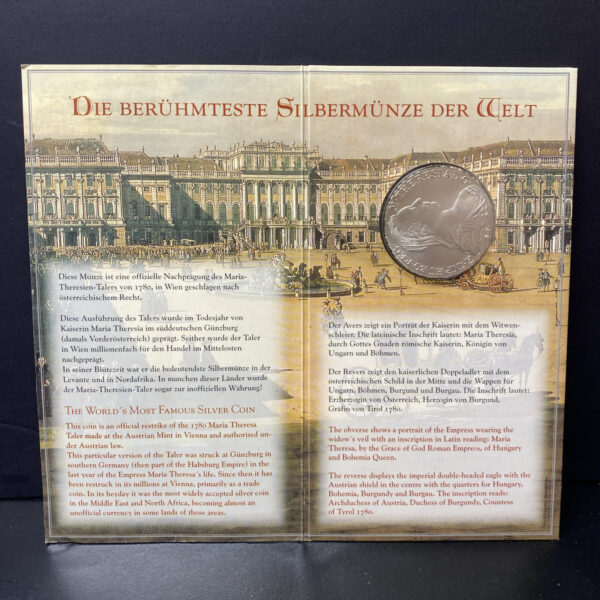 Die berühmteste Silbermünze der Welt
Diese Münze ist eine offizielle Nachprägung des Maria-
Theresien-Talers von 1780, in Wien geschlagen nach
österreichischem Recht.
Diese Ausführung des Talers wurde im Todesjahr von
Kaiserin Maria Theresia im süddeutschen Günzburg
(damals Vorderösterreich) geprägt. Seither wurde der Taler
in Wien millionenfach für den Handel im Mittelosten
nachgeprägt.
In seiner Blütezeit war er die bedeutendste Silbermünze in der
Levante und in Nordafrika. In manchen dieser Länder wurde
der Maria-Theresien-Taler sogar zur inoffiziellen Währung!
The World´s Most Famous Silver Coin
This coin is an official restrike of the 1780 Maria Theresa
Taler made at the Austrian Mint in Vienna and authorised un-
der Austrian law.
This particular version of the Taler was struck at Günzburg in
southern Germany (then part of the Habsburg Empire) in the
last year of the Empress Maria Theresa´s life. Since then it has
been restruck in its millions at Vienna, primarily as a trade
coin. In its heyday it was the most widely accepted silver coin
in the Middle East and North Africa, becoming almost an
unofficial currency in some lands of those areas.
Der Avers zeigt ein Porträt der Kaiserin mit dem Witwen-
schleier. Die lateinische Inschrift lautet: Maria Theresia,
durch Gottes Gnaden römische Kaiserin, Königin von
Ungarn und Böhmen.
Der Revers zeigt den kaiserlichen Doppeladler mit dem
österreichischen Schild in der Mitte und die Wappen für
Ungarn, Böhmen, Burgund und Burgau. Die Inschrift lautet:
Erzherzogin von Österreich, Herzogin von Burgund,
Gräfin von Tirol 1780.
The obverse shows a portrait of the Empress wearing the
widow´s veil with an inscription in Latin reading: Maria
Theresa, by the Grace of God Roman Empress, of Hungary
and Bohemia Queen.
The reverse displays the imperial double-headed eagle with the
Austrian shield in the centre with the quarters for Hungary,
Bohemia, Burgundy and Burgau. The inscription reads:
Archduchess of Austria, Duchess of Burgundy, Countess
of Tyrol 1780.